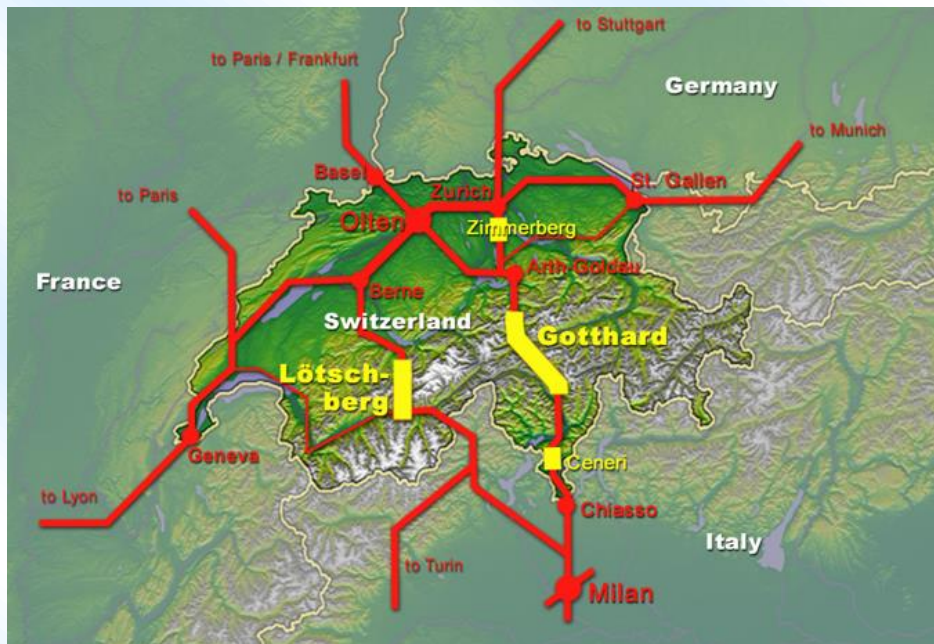 to Stuttgart
to Paris / Frankfurt
Germany
to Munich
Basel
Zurich
St. Gallen
to Paris
Olten
Zimmerberg
Arth-Goldau
France
Berne
Switzerland
Gotthard
Lötsch-
berg
Geneva
Ceneri
to Lyon
Chiasso
Italy
to Turin
Milan